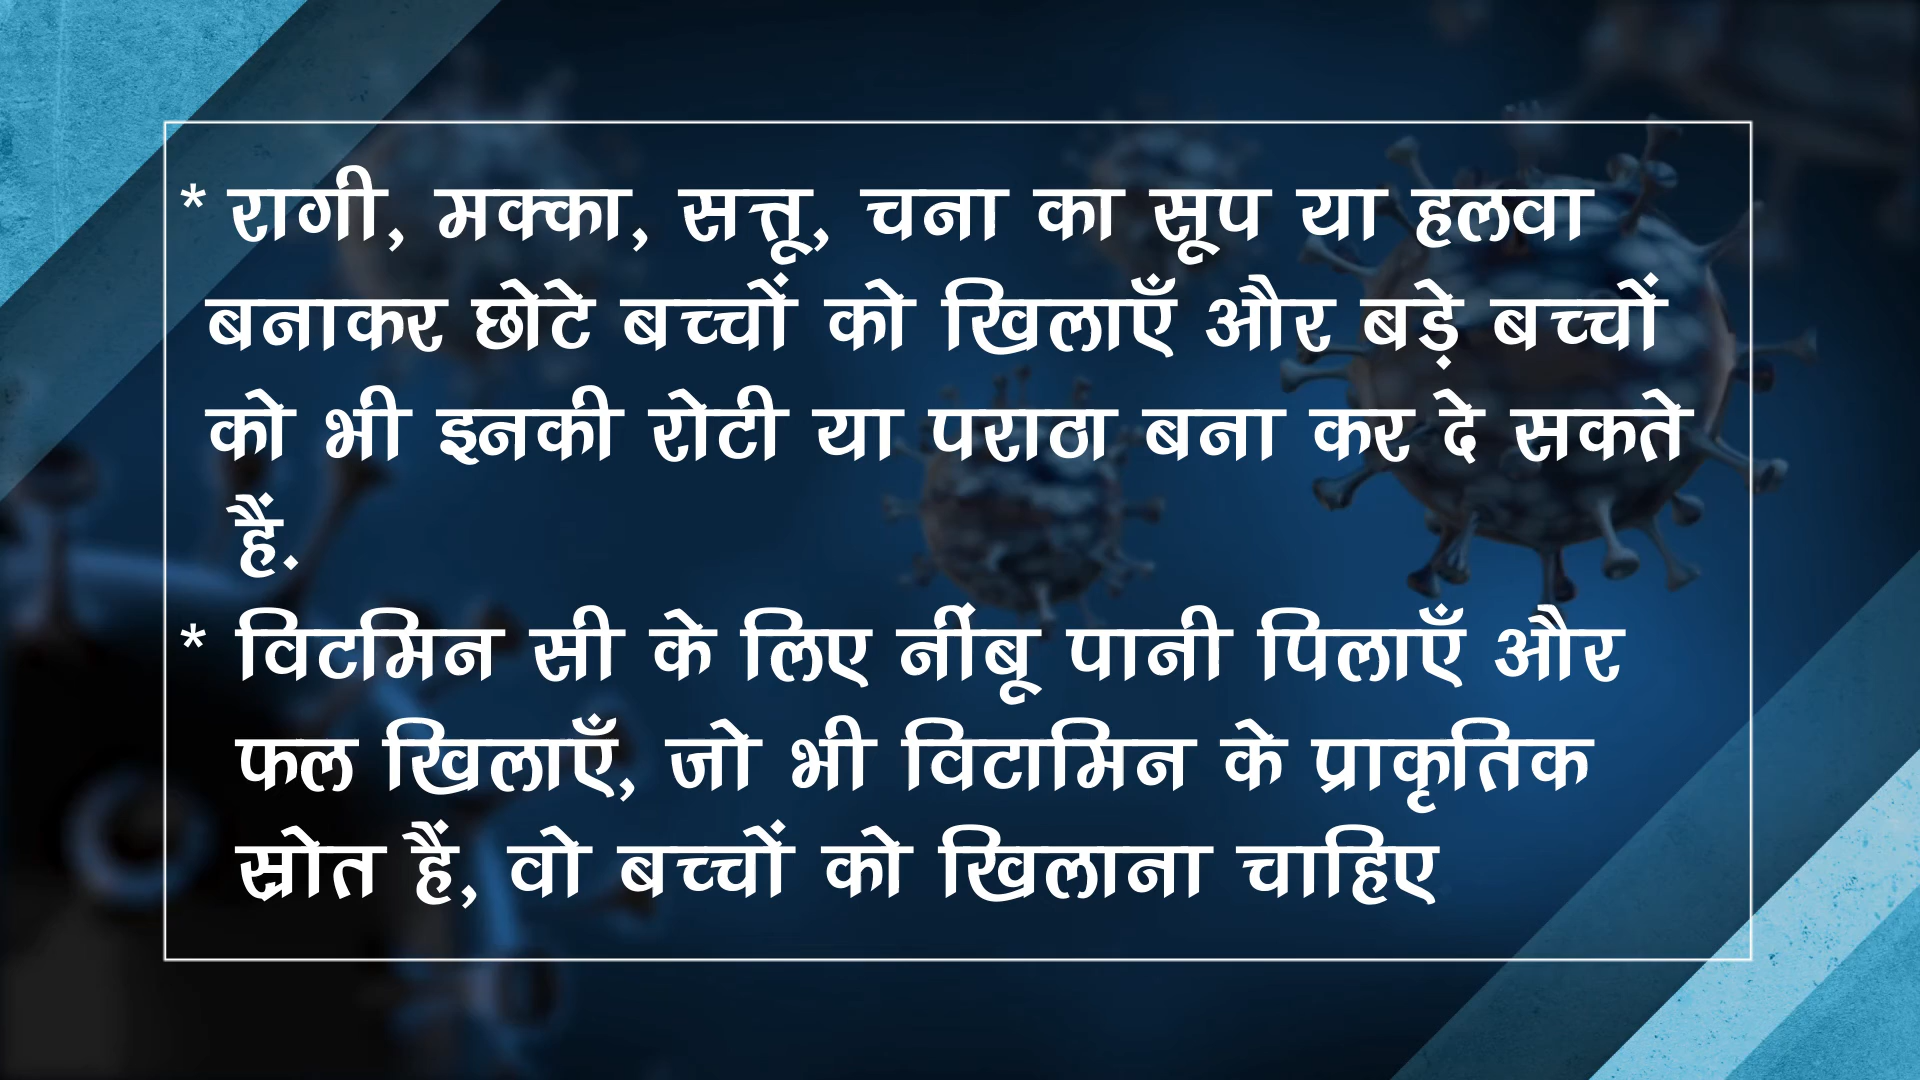 * रागी, मक्का, सत्तू, चना का सूप या हलवा
बनाकर छोटे बच्चों को खिलाएँ और बड़े बच्चों
को भी इनकी रोटी या पराठा बना कर दे सकते
हैं.
* विटमिन सी के लिए नींबू पानी पिलाएँ और
फल खिलाएँ, जो भी विटामिन के प्राकृतिक
स्रोत हैं, वो बच्चों को खिलाना चाहिए